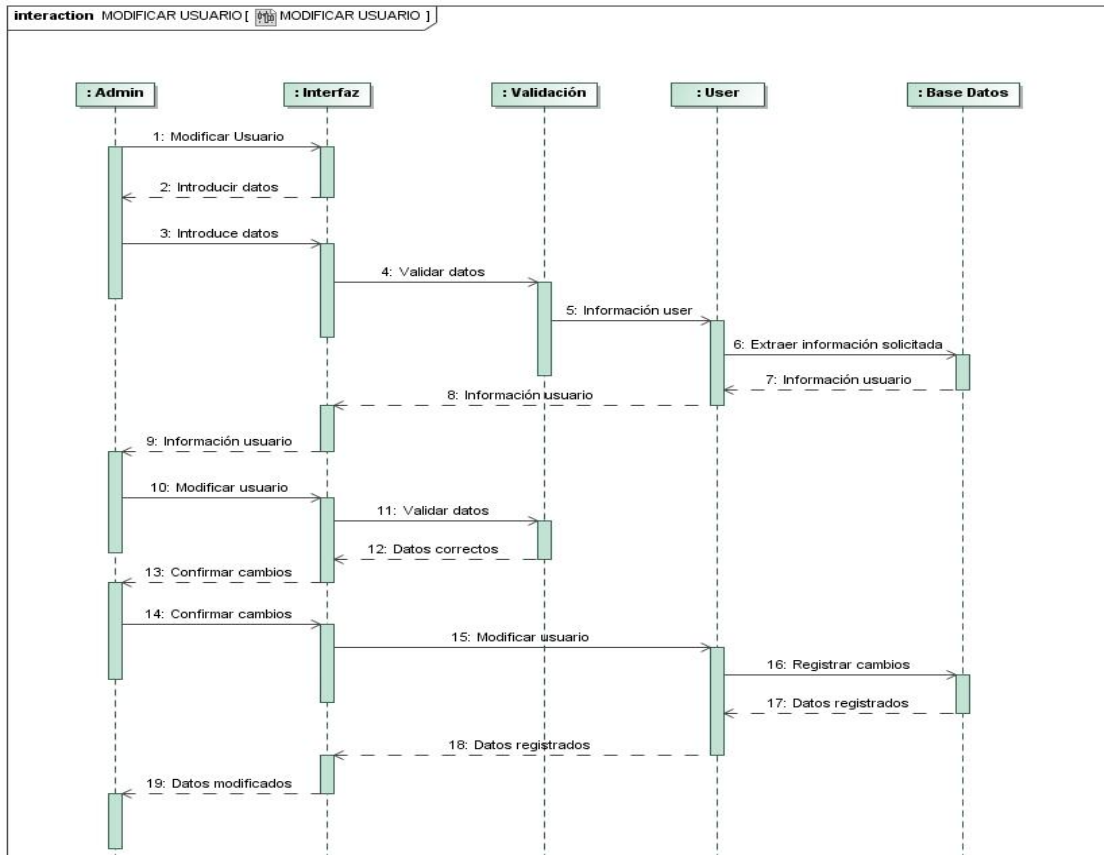 interaction MODIFICAR USUARIO [ MODIFICAR USUARIO ]
: Admin
: Interfaz
: Validación
: User
: Base Datos
1: Modificar Usuario
2: Introducir datos
3: Introduce datos
4: Validar datos
5: Información user
6: Extraer información solicitada
7: Información usuario
8: Información usuario
9: Información usuario
10: Modificar usuario
11: Validar datos
12: Datos correctos
13: Confirmar cambios
14: Confirmar cambios
15: Modificar usuario
16: Registrar cambios
17: Datos registrados
18: Datos registrados
19: Datos modificados